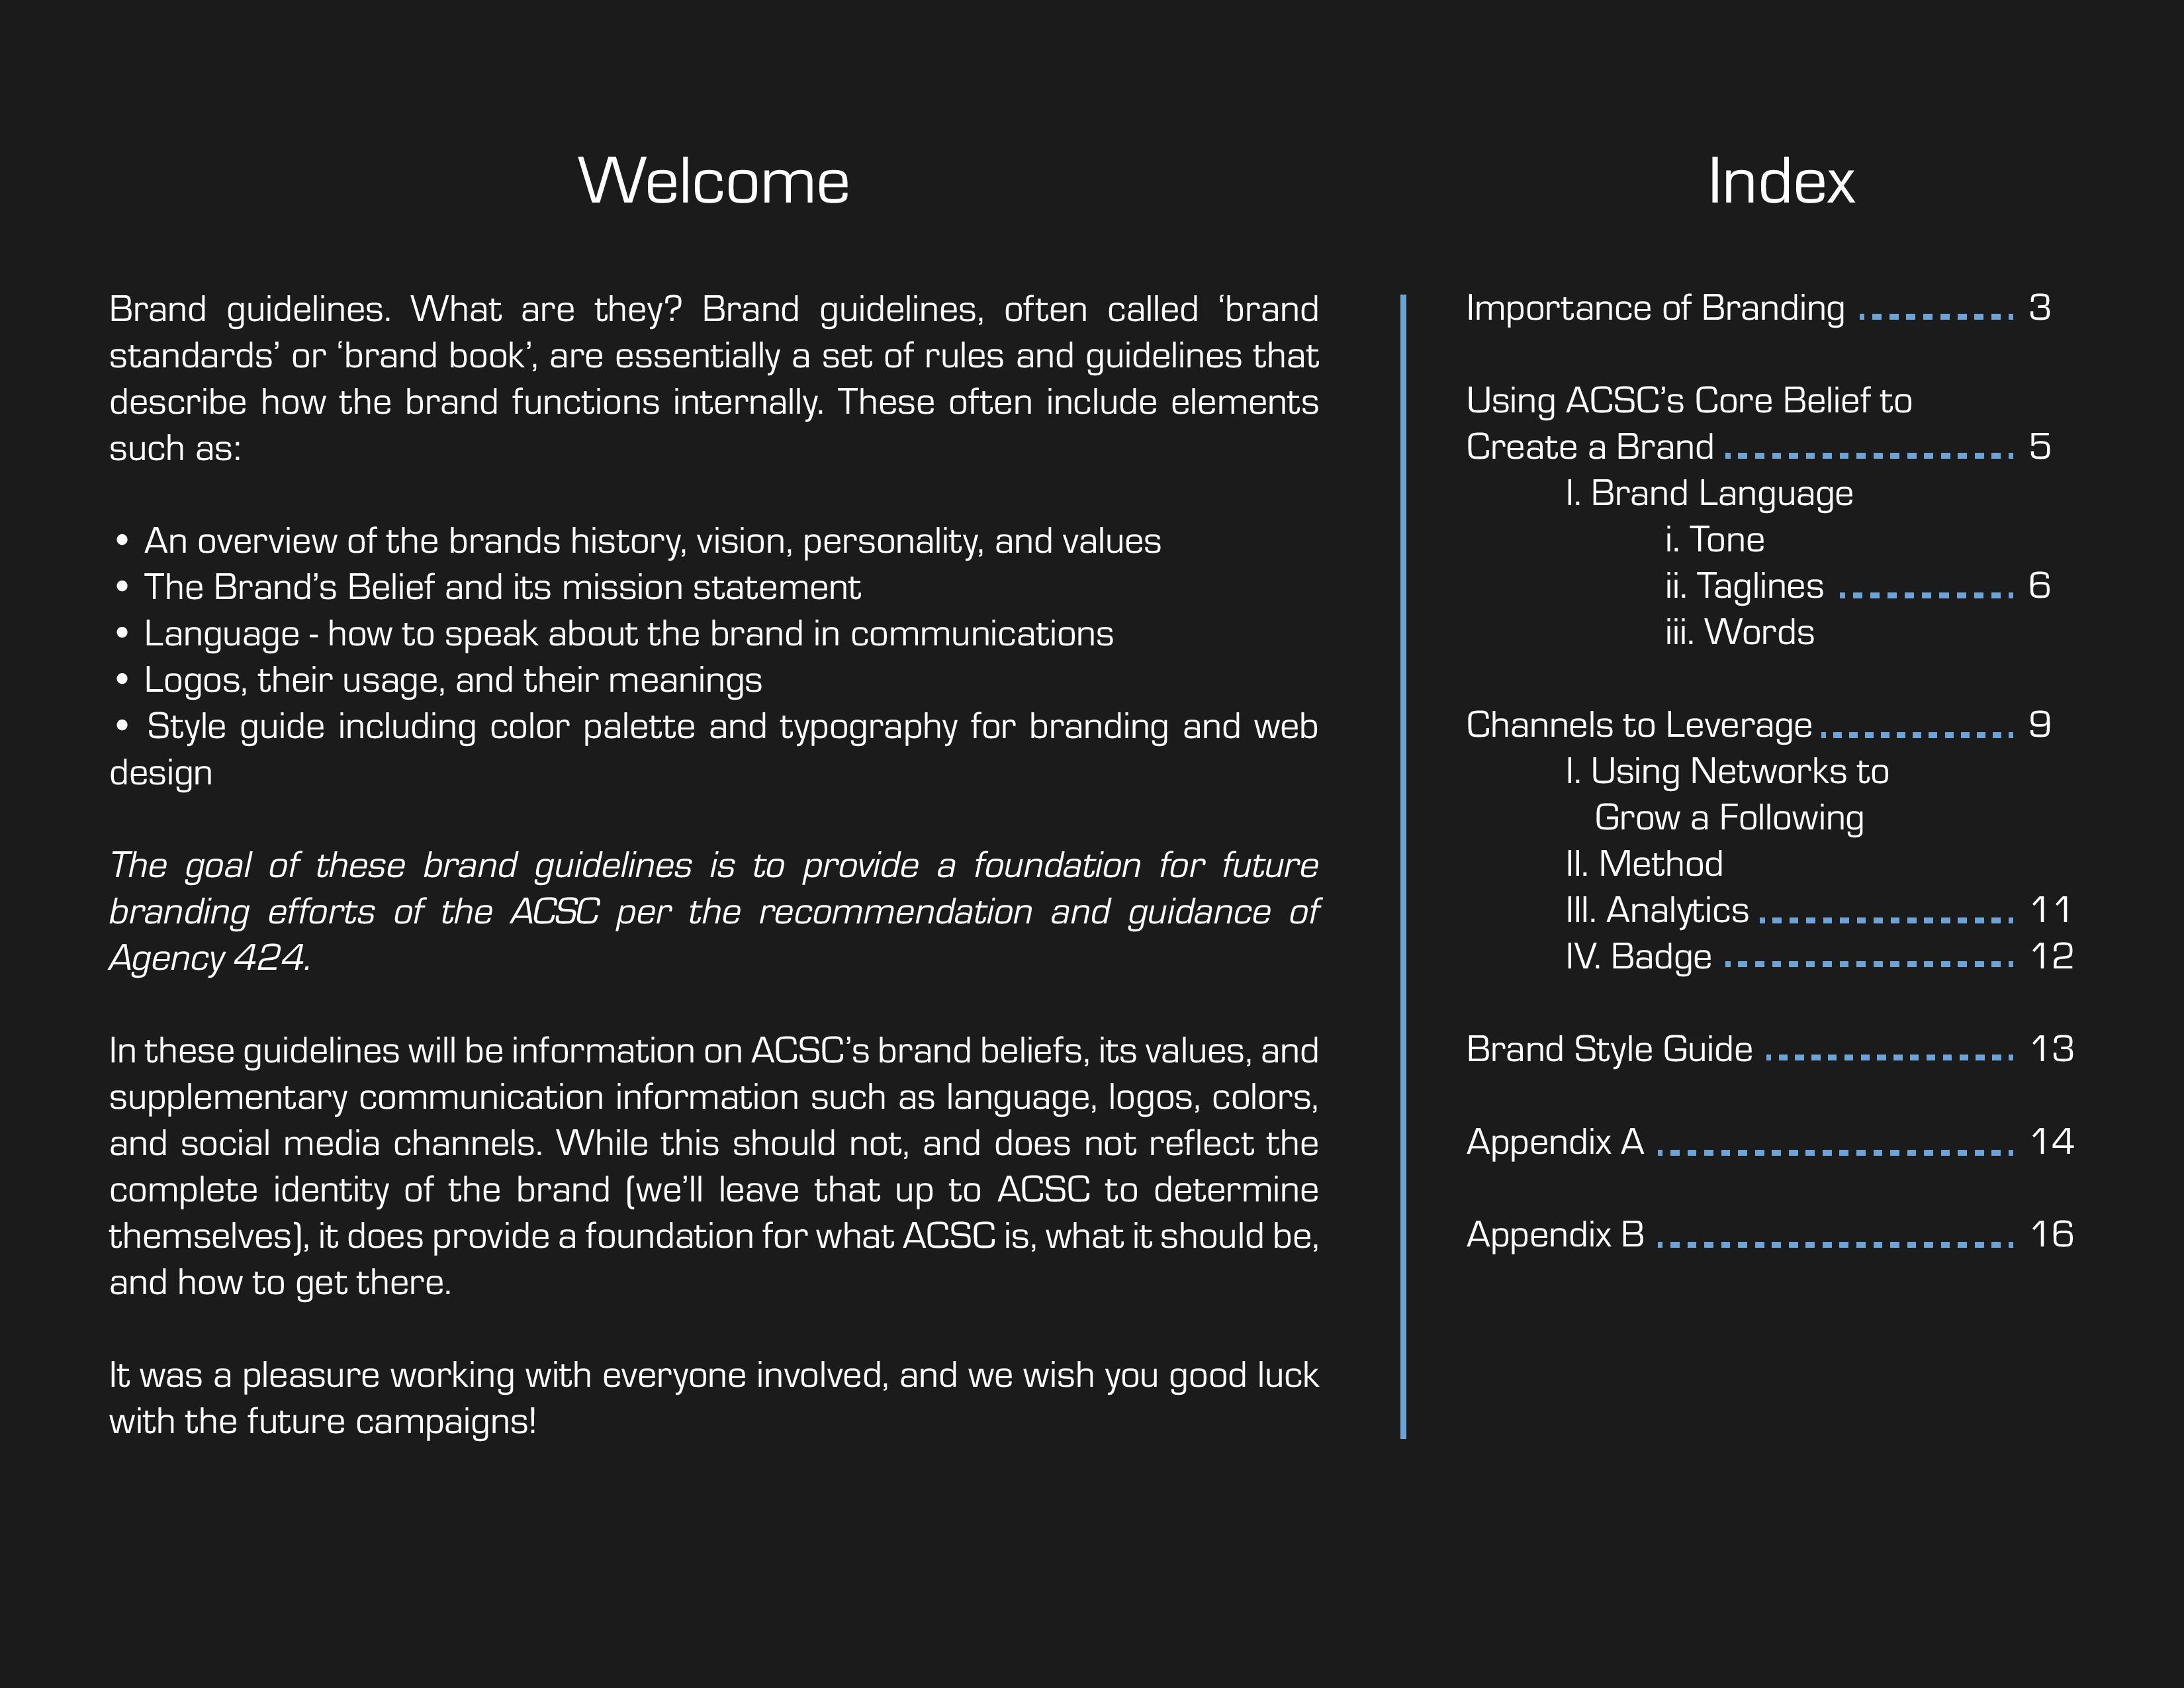 Welcome
Brand guidelines. What are they? Brand guidelines, often called ‘brand
standards’ or ‘brand book’, are essentially a set of rules and guidelines that
describe how the brand functions internally. These often include elements
such as:
• An overview of the brands history, vision, personality, and values
• The Brand’s Belief and its mission statement
• Language - how to speak about the brand in communications
• Logos, their usage, and their meanings
• Style guide including color palette and typography for branding and web
design
The goal of these brand guidelines is to provide a foundation for future
branding efforts of the ACSC per the recommendation and guidance of
Agency 424.
In these guidelines will be information on ACSC’s brand beliefs, its values, and
supplementary communication information such as language, logos, colors,
and social media channels. While this should not, and does not reflect the
complete identity of the brand (we’ll leave that up to ACSC to determine
themselves), it does provide a foundation for what ACSC is, what it should be,
and how to get there.
It was a pleasure working with everyone involved, and we wish you good luck
with the future campaigns!
Index
Importance of Branding 3
Using ACSC’s Core Belief to
Create a Brand 5
I. Brand Language
i. Tone
ii. Taglines 6
iii. Words
Channels to Leverage 9
I. Using Networks to
Grow a Following
II. Method
III. Analytics 11
IV. Badge 12
Brand Style Guide 13
Appendix A 14
Appendix B 16